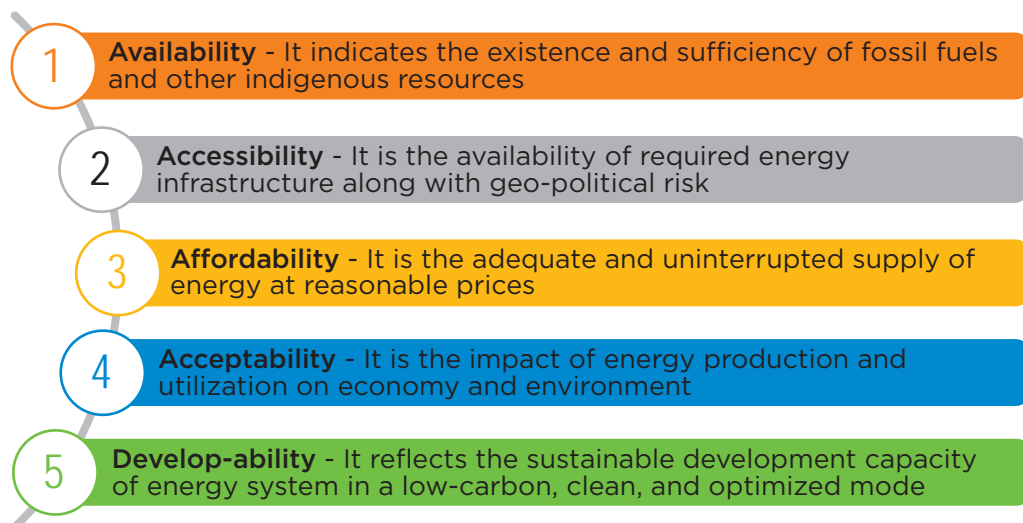 1
Availability - It indicates the existence and sufficiency of fossil fuels
and other indigenous resources
2
Accessibility - It is the availability of required energy
infrastructure along with geo-political risk
3
Affordability - It is the adequate and uninterrupted supply of
energy at reasonable prices
4
Acceptability - It is the impact of energy production and
utilization on economy and environment
5
Develop-ability - It reflects the sustainable development capacity
of energy system in a low-carbon, clean, and optimized mode